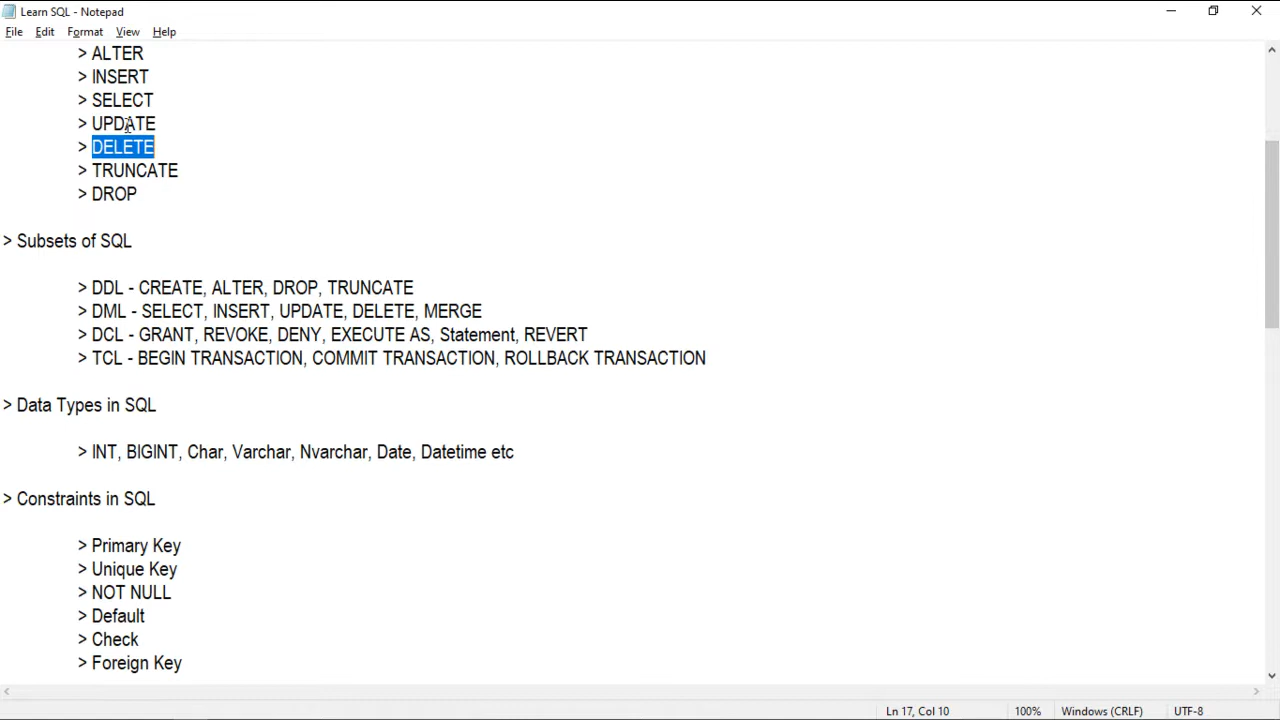 Learn SQL - Notepad
File Edit Format View Help
> ALTER
> INSERT
> SELECT
> UPDATE
> DELETE
> TRUNCATE
> DROP
> Subsets of SQL
> DDL - CREATE, ALTER, DROP, TRUNCATE
> DML - SELECT, INSERT, UPDATE, DELETE, MERGE
> DCL - GRANT, REVOKE, DENY, EXECUTE AS, Statement, REVERT
> TCL - BEGIN TRANSACTION, COMMIT TRANSACTION, ROLLBACK TRANSACTION
> Data Types in SQL
> INT, BIGINT, Char, Varchar, Nvarchar, Date, Datetime etc
> Constraints in SQL
> Primary Key
> Unique Key
> NOT NULL
> Default
> Check
> Foreign Key
Ln 17, Col 10 100% Windows (CRLF) UTF-8